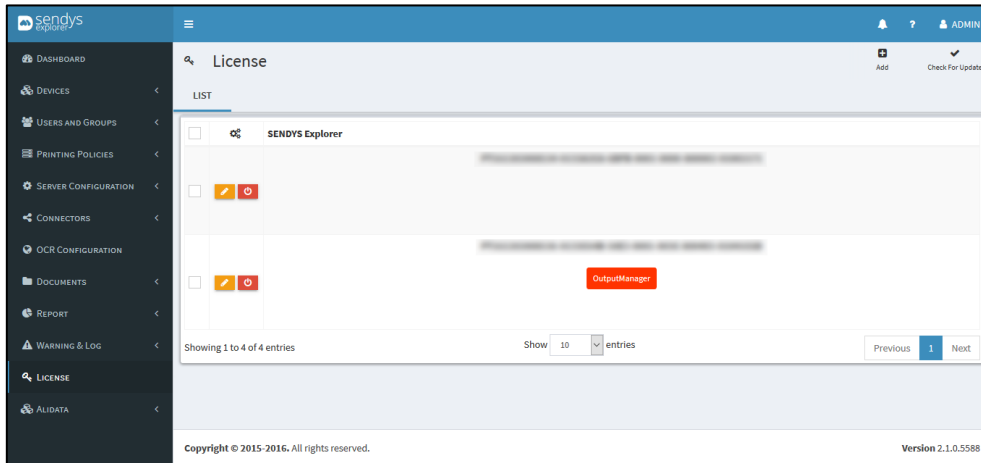 sendys
explorer
ADMIN
DASHBOARD
DEVICES
USERS AND GROUPS
PRINTING POLICIES
SERVER CONFIGURATION
CONNECTORS
OCR CONFIGURATION
DOCUMENTS
REPORT
WARNING & LOG
LICENSE
ALIDATA
License
Add
Check For Update
LIST
SENDYS Explorer
OutputManager
Showing 1 to 4 of 4 entries
Show 10 entries
Previous 1 Next
Copyright © 2015-2016. All rights reserved.
Version 2.1.0.5588